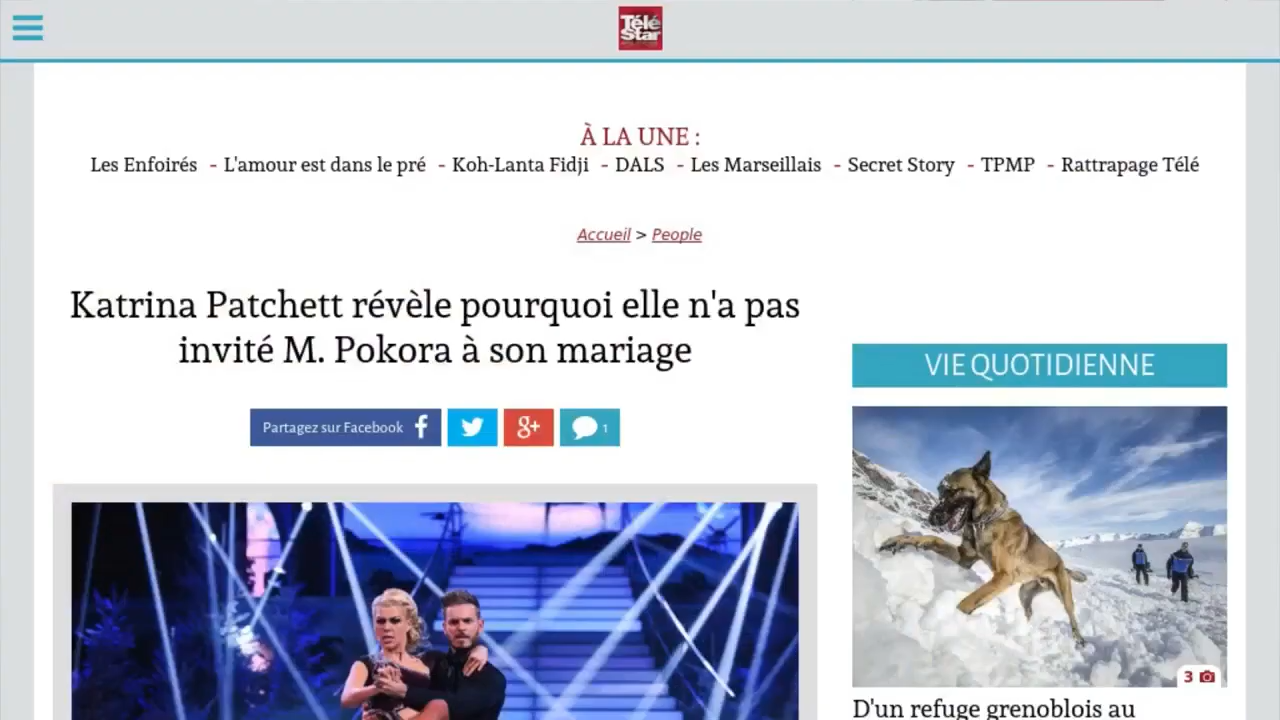 Télé
Star
À LA UNE :
Les Enfoirés - L'amour est dans le pré - Koh-Lanta Fidji - DALS - Les Marseillais - Secret Story - TPMP - Rattrapage Télé
Accueil > People
Katrina Patchett révèle pourquoi elle n'a pas
invité M. Pokora à son mariage
Partagez sur Facebook f
g+
1
VIE QUOTIDIENNE
3
D'un refuge grenoblois au